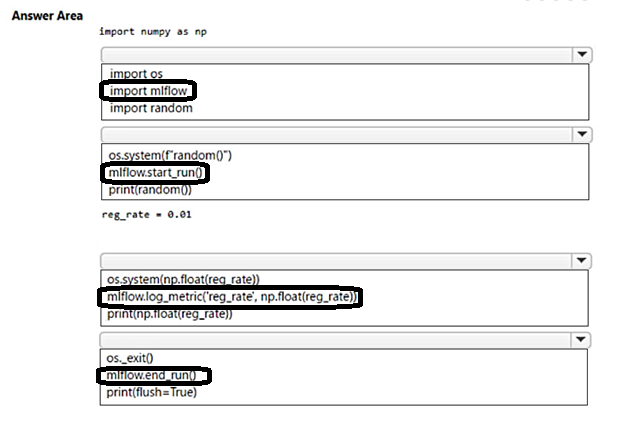 Answer Area
import numpy as np
import os
import mlflow
import random
os.system(f"random()")
mlflow.start_run()
print(random())
reg_rate = 0.01
os.system(np.float(reg_rate))
mlflow.log_metric('reg_rate', np.float(reg_rate))
print(np.float(reg_rate))
os._exit()
mlflow.end_run()
print(flush=True)